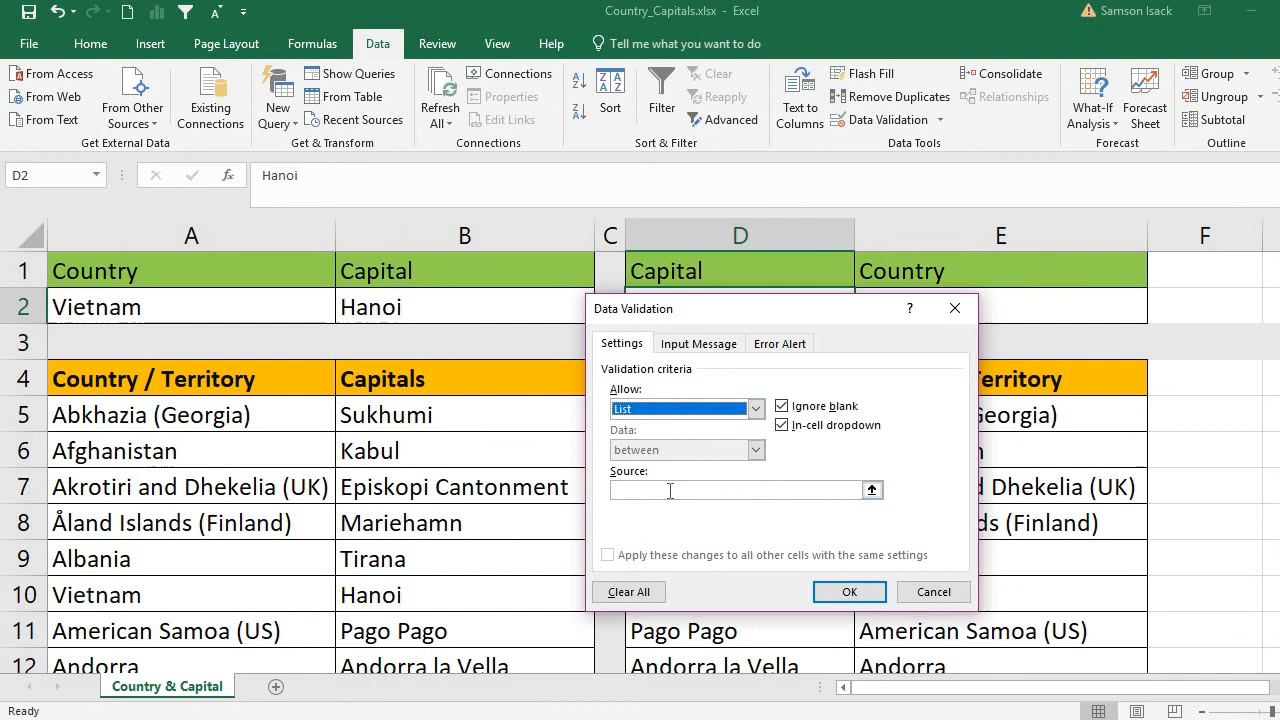 Country_Capitals.xlsx - Excel
Samson Isack
File Home Insert Page Layout Formulas Data Review View Help Tell me what you want to do
From Access
From Web
From Text
From Other Sources
Existing Connections
Get External Data
New Query
Show Queries
From Table
Recent Sources
Get & Transform
Refresh All
Connections
Properties
Edit Links
Connections
Sort
Filter
Clear
Reapply
Advanced
Sort & Filter
Text to Columns
Flash Fill
Remove Duplicates
Data Validation
Consolidate
Relationships
Data Tools
What-If Analysis
Forecast Sheet
Forecast
Group
Ungroup
Subtotal
Outline
D2 fx Hanoi
A B C D E F
1 Country Capital Capital Country
2 Vietnam Hanoi
3
4 Country / Territory Capitals erritory
5 Abkhazia (Georgia) Sukhumi eorgia)
6 Afghanistan Kabul n
7 Akrotiri and Dhekelia (UK) Episkopi Cantonment d Dhekelia (UK)
8 Åland Islands (Finland) Mariehamn ds (Finland)
9 Albania Tirana
10 Vietnam Hanoi
11 American Samoa (US) Pago Pago Pago Pago American Samoa (US)
12 Andorra Andorra la Vella Andorra la Vella Andorra
Data Validation ?
Settings Input Message Error Alert
Validation criteria
Allow:
List
Ignore blank
In-cell dropdown
Data:
between
Source:
Apply these changes to all other cells with the same settings
Clear All OK Cancel
Country & Capital
Ready